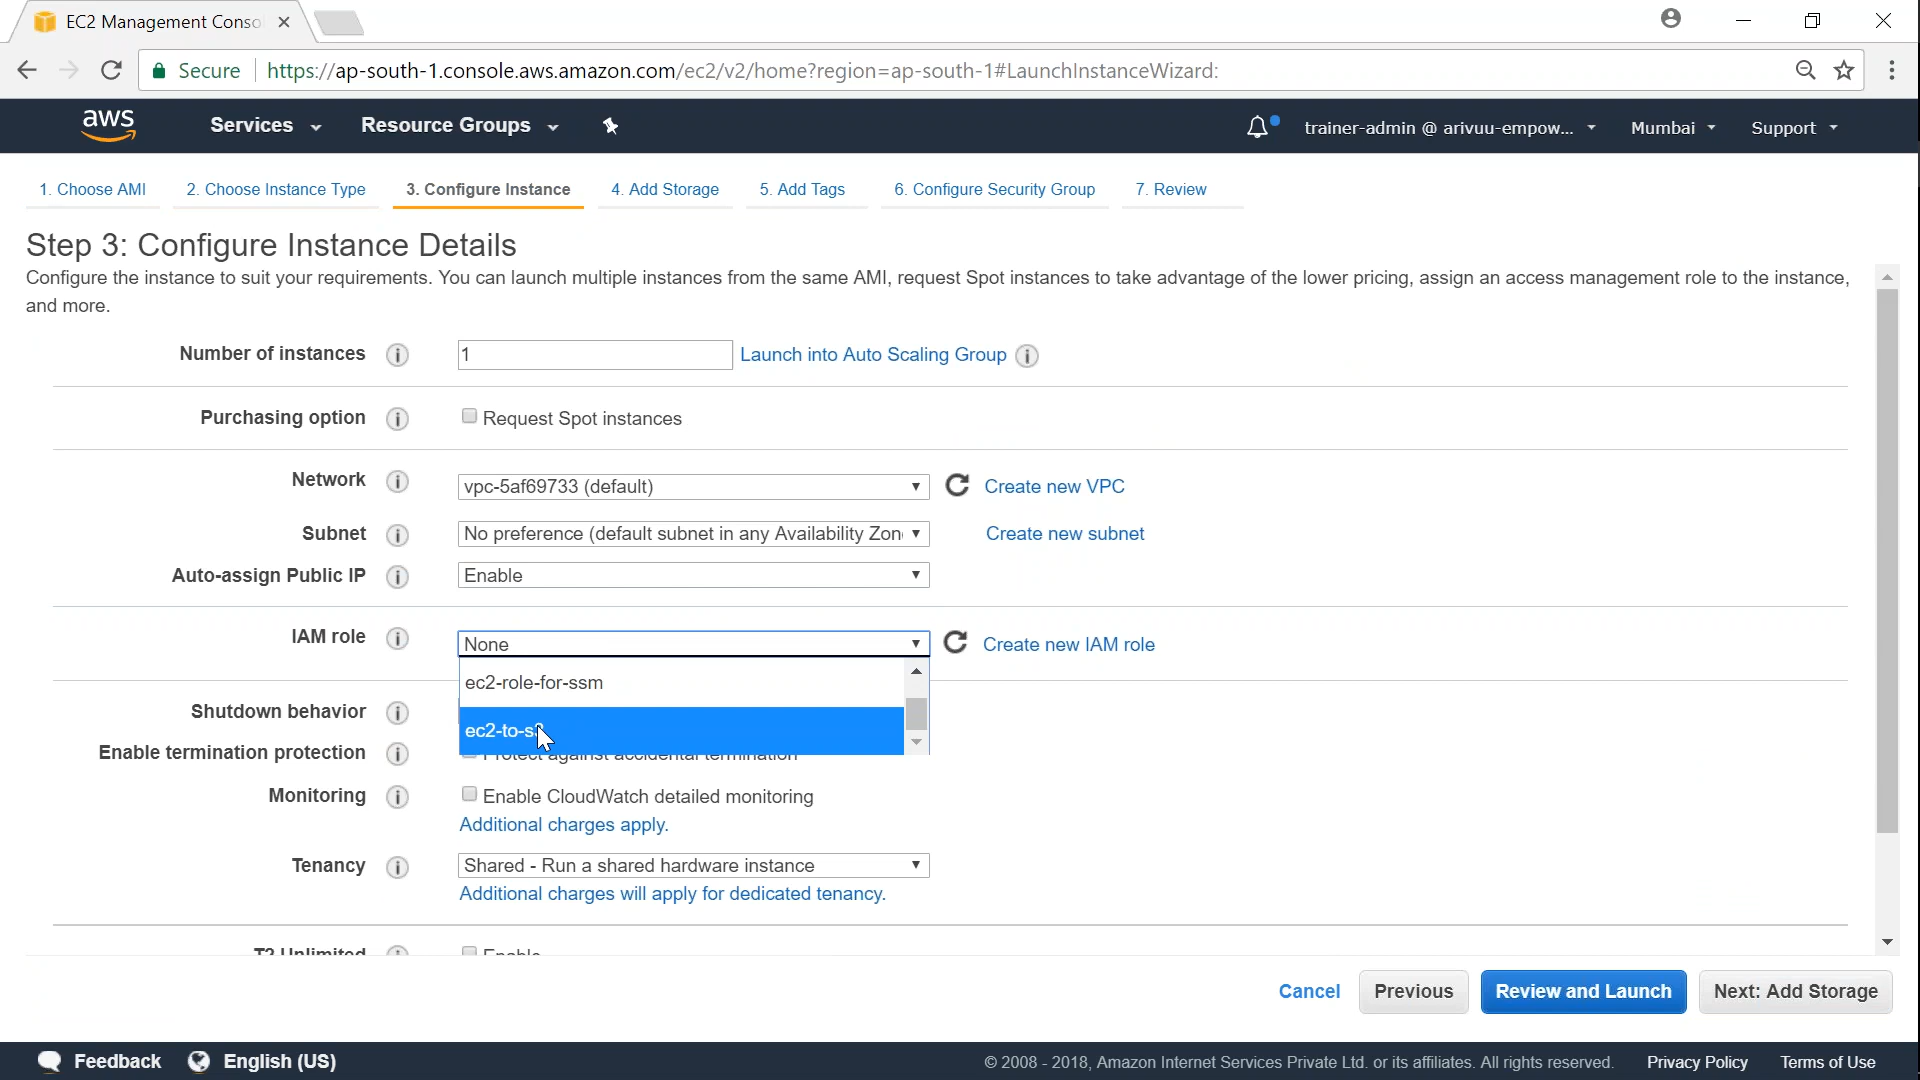 EC2 Management Conso
Secure
https://ap-south-1.console.aws.amazon.com/ec2/v2/home?region=ap-south-1#LaunchInstanceWizard:
aws
Services
Resource Groups
trainer-admin @ arivuu-empow...
Mumbai
Support
1. Choose AMI
2. Choose Instance Type
3. Configure Instance
4. Add Storage
5. Add Tags
6. Configure Security Group
7. Review
Step 3: Configure Instance Details
Configure the instance to suit your requirements. You can launch multiple instances from the same AMI, request Spot instances to take advantage of the lower pricing, assign an access management role to the instance,
and more.
Number of instances
1
Launch into Auto Scaling Group
Purchasing option
Request Spot instances
Network
vpc-5af69733 (default)
Create new VPC
Subnet
No preference (default subnet in any Availability Zon
Create new subnet
Auto-assign Public IP
Enable
IAM role
None
Create new IAM role
ec2-role-for-ssm
ec2-to-s3
Shutdown behavior
Enable termination protection
Protect against accidental termination
Monitoring
Enable CloudWatch detailed monitoring
Additional charges apply.
Tenancy
Shared - Run a shared hardware instance
Additional charges will apply for dedicated tenancy.
T2 Unlimited
Enable
Cancel
Previous
Review and Launch
Next: Add Storage
Feedback
English (US)
© 2008 - 2018, Amazon Internet Services Private Ltd. or its affiliates. All rights reserved.
Privacy Policy
Terms of Use